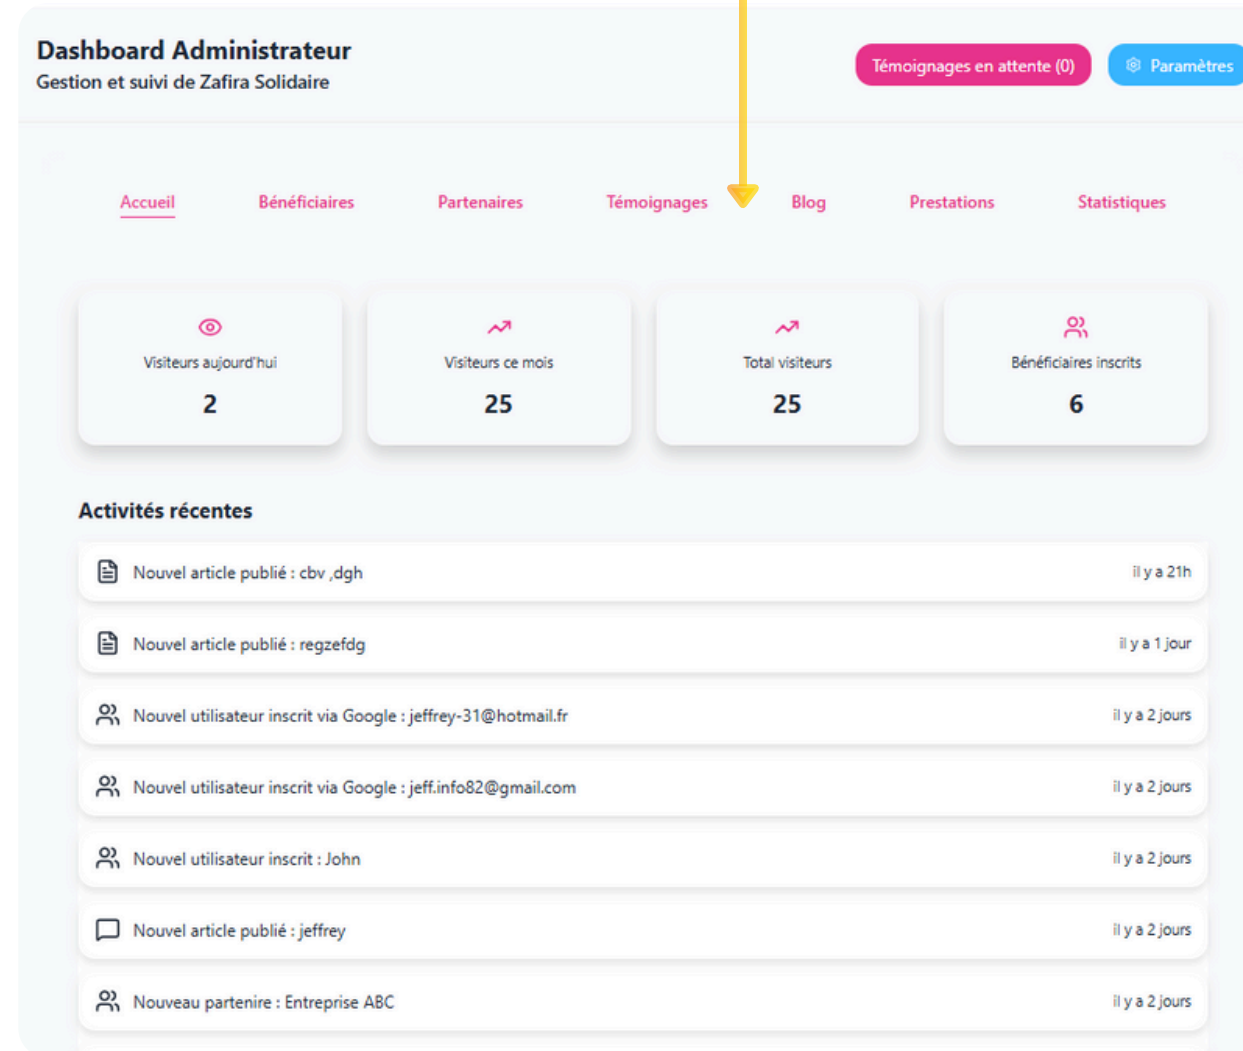 Dashboard Administrateur
Gestion et suivi de Zafira Solidaire
Témoignages en attente (0)
Paramètres
Accueil Bénéficiaires Partenaires Témoignages Blog Prestations Statistiques
Visiteurs aujourd'hui
2
Visiteurs ce mois
25
Total visiteurs
25
Bénéficiaires inscrits
6
Activités récentes
Nouvel article publié : cbv ,dgh il y a 21h
Nouvel article publié : regzefdg il y a 1 jour
Nouvel utilisateur inscrit via Google : jeffrey-31@hotmail.fr il y a 2 jours
Nouvel utilisateur inscrit via Google : jeff.info82@gmail.com il y a 2 jours
Nouvel utilisateur inscrit : John il y a 2 jours
Nouvel article publié : jeffrey il y a 2 jours
Nouveau partenire : Entreprise ABC il y a 2 jours